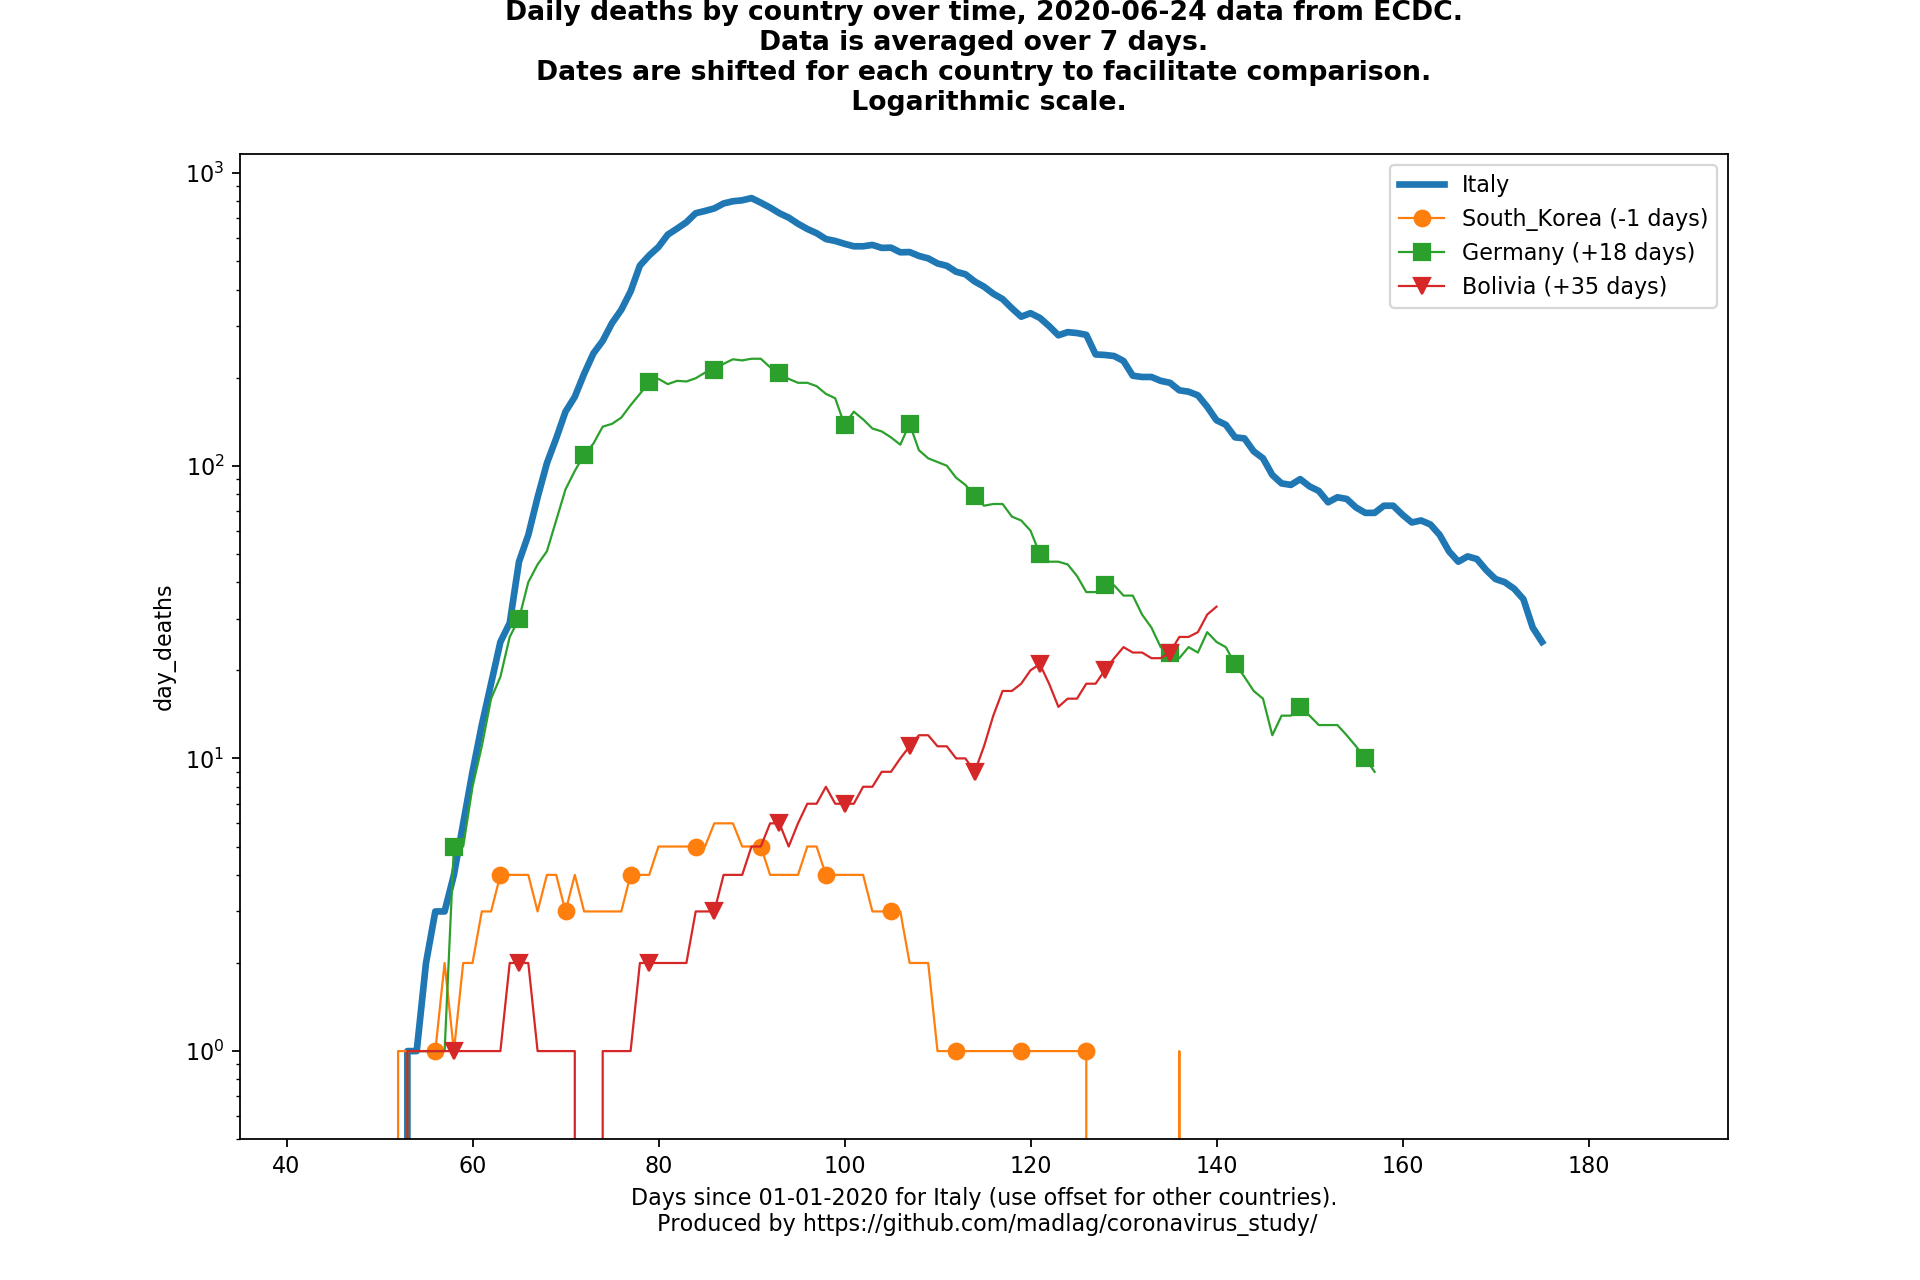 Daily deaths by country over time, 2020-06-24 data from ECDC.
Data is averaged over 7 days.
Dates are shifted for each country to facilitate comparison.
Logarithmic scale.
Italy
South_Korea (-1 days)
Germany (+18 days)
Bolivia (+35 days)
day_deaths
10³
10²
10¹
10⁰
40 60 80 100 120 140 160 180
Days since 01-01-2020 for Italy (use offset for other countries).
Produced by https://github.com/madlag/coronavirus_study/